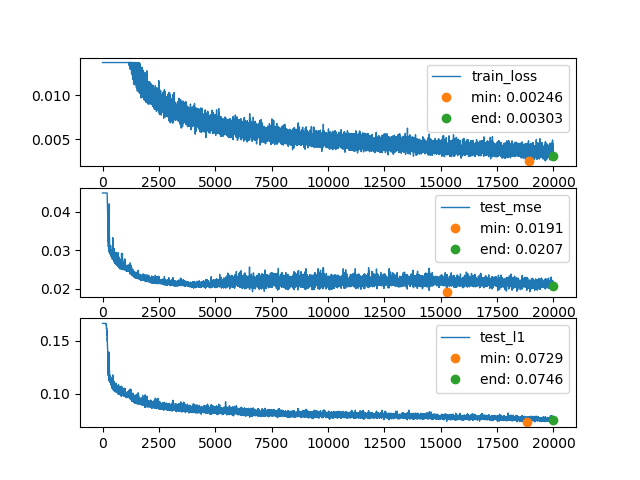 train_loss
min: 0.00246
end: 0.00303
0.010
0.005
0 2500 5000 7500 10000 12500 15000 17500 20000
0.04
0.03
0.02
test_mse
min: 0.0191
end: 0.0207
0 2500 5000 7500 10000 12500 15000 17500 20000
0.15
0.10
test_l1
min: 0.0729
end: 0.0746
0 2500 5000 7500 10000 12500 15000 17500 20000